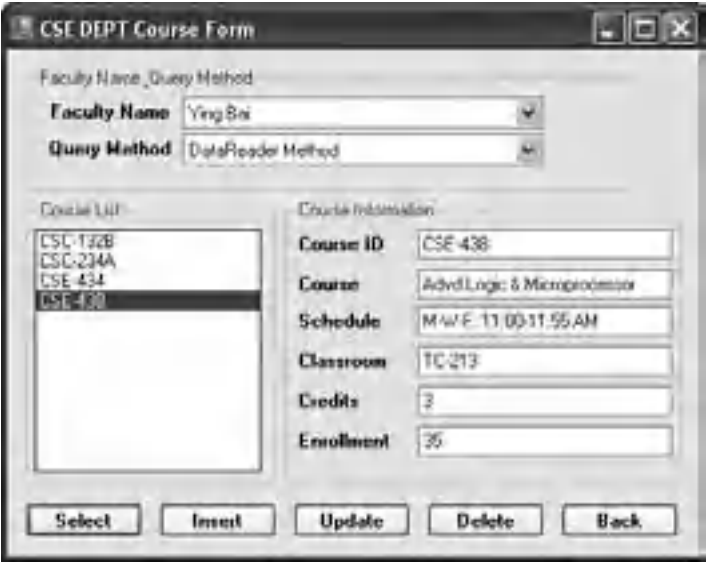 CSE DEPT Course Form
Faculty Name_Query Method
Faculty Name Ying Bai
Query Method DataReader Method
Course List
CSC-132B
CSC-234A
CSE-434
CSE-438
Course Information
Course ID CSE-438
Course Advd Logic & Microprocessor
Schedule M-W-F: 11:00-11:55 AM
Classroom TC-213
Credits 3
Enrollment 35
Select Insert Update Delete Back